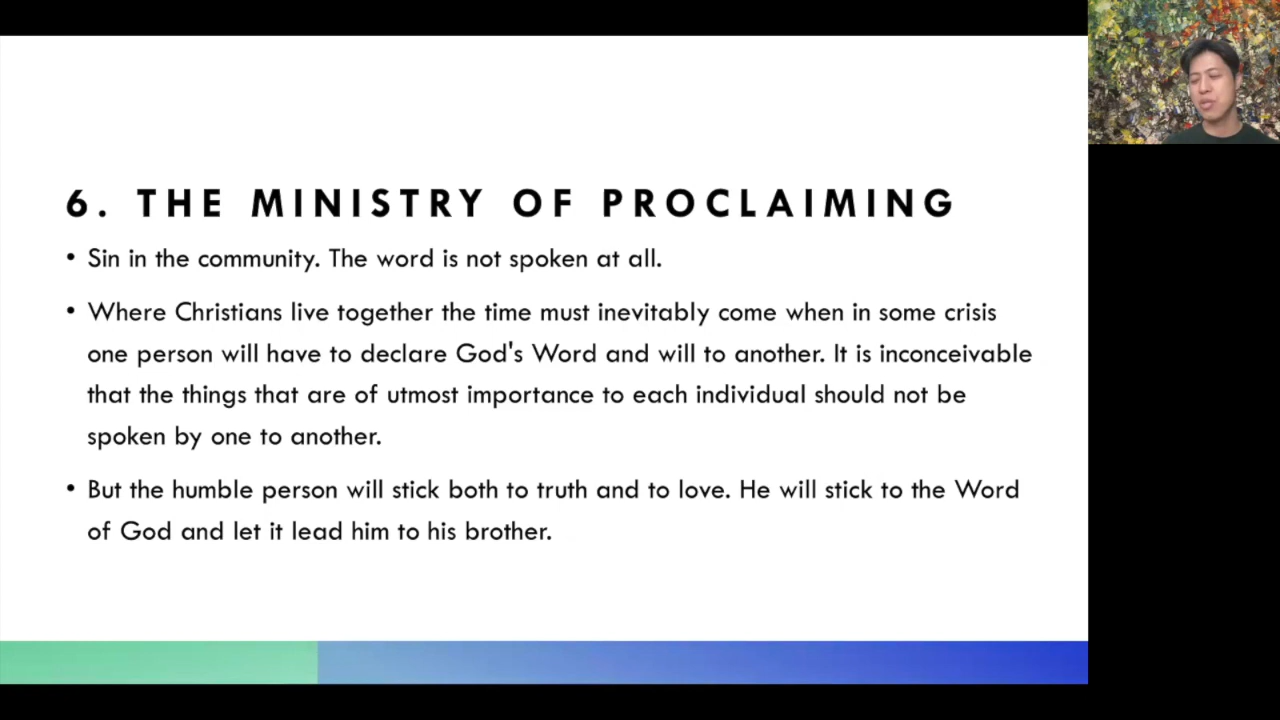 6. THE MINISTRY OF PROCLAIMING
• Sin in the community. The word is not spoken at all.
• Where Christians live together the time must inevitably come when in some crisis
one person will have to declare God's Word and will to another. It is inconceivable
that the things that are of utmost importance to each individual should not be
spoken by one to another.
• But the humble person will stick both to truth and to love. He will stick to the Word
of God and let it lead him to his brother.